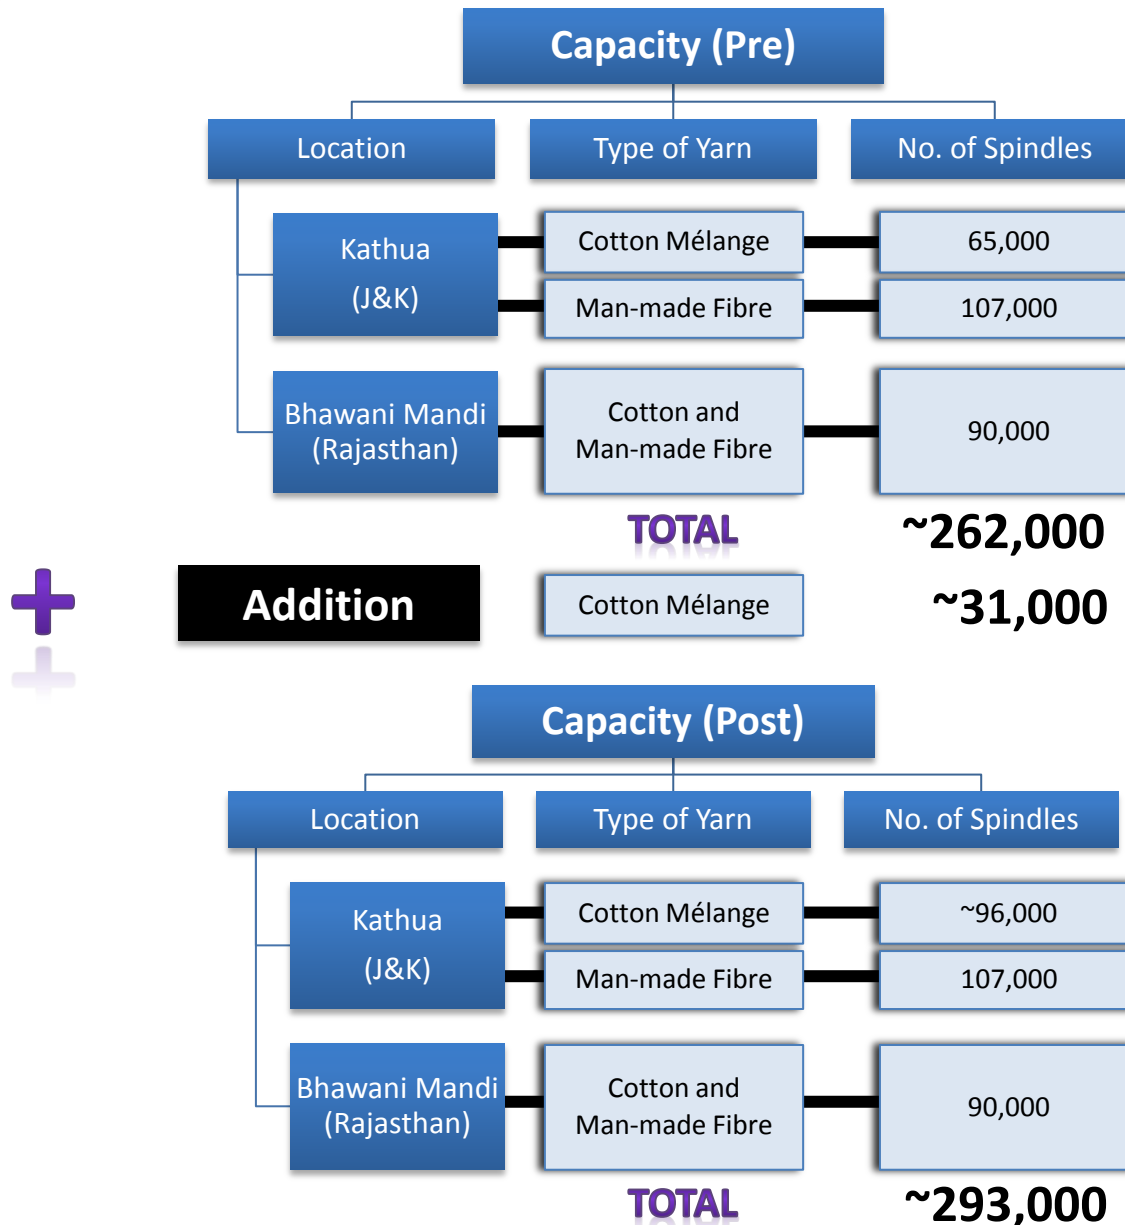 Capacity (Pre)
Location
Type of Yarn
No. of Spindles
Kathua
(J&K)
Cotton Mélange
65,000
Man-made Fibre
107,000
Bhawani Mandi
(Rajasthan)
Cotton and
Man-made Fibre
90,000
TOTAL
~262,000
+
Addition
Cotton Mélange
~31,000
Capacity (Post)
Location
Type of Yarn
No. of Spindles
Kathua
(J&K)
Cotton Mélange
~96,000
Man-made Fibre
107,000
Bhawani Mandi
(Rajasthan)
Cotton and
Man-made Fibre
90,000
TOTAL
~293,000